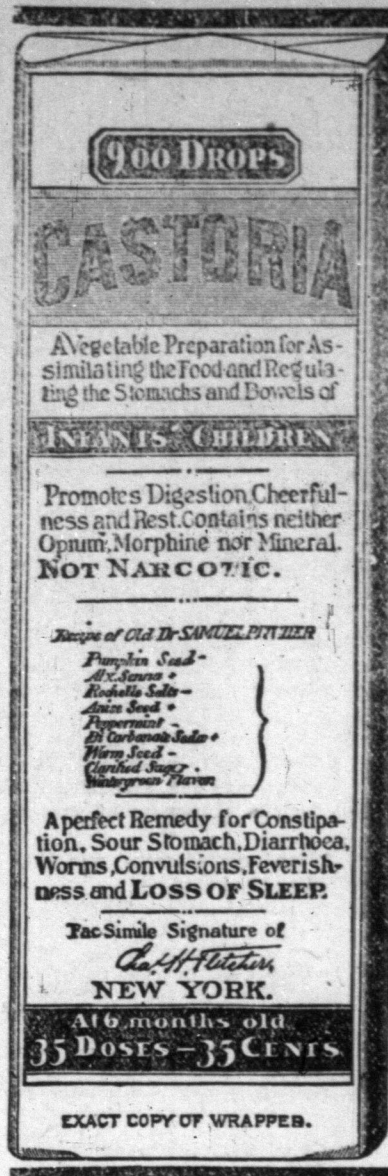 900 DROPS
CASTORIA
AVegetable Preparation for As-
similating the Food and Regula-
ting the Stomachs and Bowels of
INFANTS CHILDREN
Promotes Digestion,Cheerful-
ness and Rest.Contains neither
Opium,Morphine nor Mineral.
NOT NARCOTIC.
Recipe of Old Dr SAMUEL PITCHER
Pumpkin Seed -
Alx.Senna +
Rochelle Salts -
Anise Seed +
Peppermint -
Bi Carbonate Soda +
Worm Seed -
Clarified Sugar .
Wintergreen Flavor
A perfect Remedy for Constipa-
tion, Sour Stomach,Diarrhoea,
Worms,Convulsions,Feverish-
ness and LOSS OF SLEEP.
Fac Simile Signature of
Chas. H. Fletcher.
NEW YORK.
At 6 months old
35 DOSES – 35 CENTS
EXACT COPY OF WRAPPER.